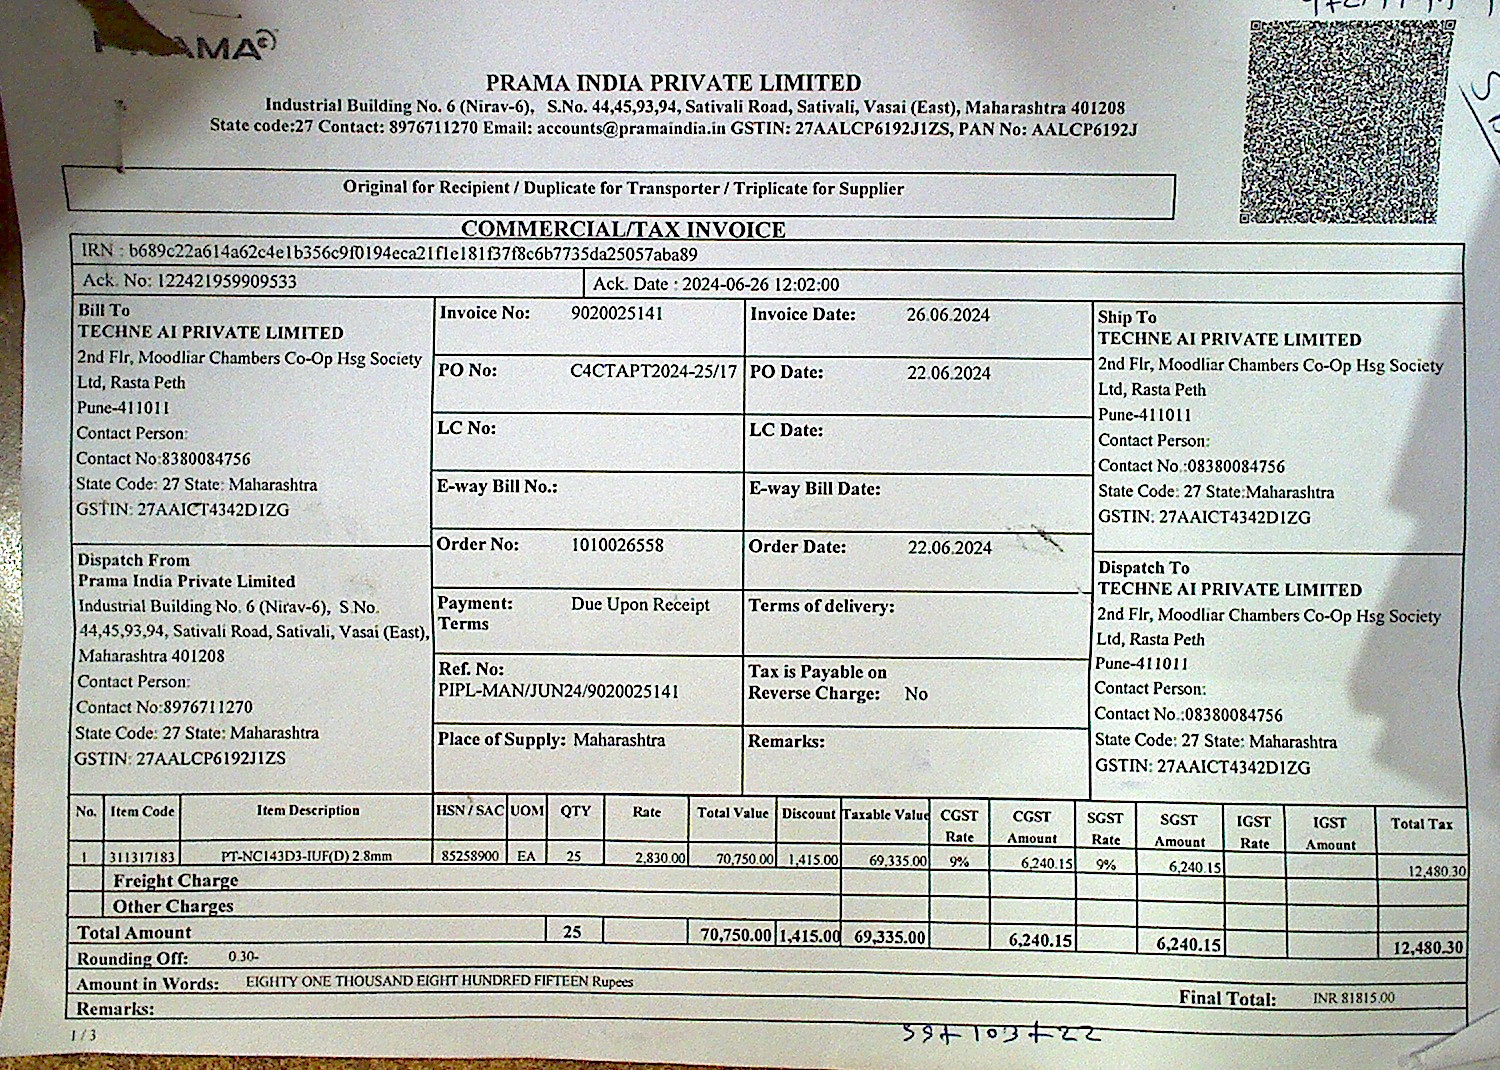 PRAMA
PRAMA INDIA PRIVATE LIMITED
Industrial Building No. 6 (Nirav-6), S.No. 44,45,93,94, Sativali Road, Sativali, Vasai (East), Maharashtra 401208
State code:27 Contact: 8976711270 Email: accounts@pramaindia.in GSTIN: 27AALCP6192J1ZS, PAN No: AALCP6192J
Original for Recipient / Duplicate for Transporter / Triplicate for Supplier
COMMERCIAL/TAX INVOICE
IRN : b689c22a614a62c4e1b356c9f0194eca21f1e181f37f8c6b7735da25057aba89
Ack. No: 122421959909533
Ack. Date : 2024-06-26 12:02:00
Bill To
TECHNE AI PRIVATE LIMITED
2nd Flr, Moodliar Chambers Co-Op Hsg Society
Ltd, Rasta Peth
Pune-411011
Contact Person:
Contact No:8380084756
State Code: 27 State: Maharashtra
GSTIN: 27AAICT4342D1ZG
Dispatch From
Prama India Private Limited
Industrial Building No. 6 (Nirav-6), S.No.
44,45,93,94, Sativali Road, Sativali, Vasai (East),
Maharashtra 401208
Contact Person:
Contact No:8976711270
State Code: 27 State: Maharashtra
GSTIN: 27AALCP6192J1ZS
Invoice No: 9020025141
Invoice Date: 26.06.2024
PO No: C4CTAPT2024-25/17
PO Date: 22.06.2024
LC No:
LC Date:
E-way Bill No.:
E-way Bill Date:
Order No: 1010026558
Order Date: 22.06.2024
Payment: Due Upon Receipt
Terms
Terms of delivery:
Ref. No:
PIPL-MAN/JUN24/9020025141
Tax is Payable on
Reverse Charge: No
Place of Supply: Maharashtra
Remarks:
Ship To
TECHNE AI PRIVATE LIMITED
2nd Flr, Moodliar Chambers Co-Op Hsg Society
Ltd, Rasta Peth
Pune-411011
Contact Person:
Contact No.:08380084756
State Code: 27 State:Maharashtra
GSTIN: 27AAICT4342D1ZG
Dispatch To
TECHNE AI PRIVATE LIMITED
2nd Flr, Moodliar Chambers Co-Op Hsg Society
Ltd, Rasta Peth
Pune-411011
Contact Person:
Contact No.:08380084756
State Code: 27 State: Maharashtra
GSTIN: 27AAICT4342D1ZG
No. Item Code Item Description HSN / SAC UOM QTY Rate Total Value Discount Taxable Value CGST Rate CGST Amount SGST Rate SGST Amount IGST Rate IGST Amount Total Tax
1 311317183 PT-NC143D3-IUF(D) 2.8mm 85258900 EA 25 2,830.00 70,750.00 1,415.00 69,335.00 9% 6,240.15 9% 6,240.15 12,480.30
Freight Charge
Other Charges
Total Amount 25 70,750.00 1,415.00 69,335.00 6,240.15 6,240.15 12,480.30
Rounding Off: 0.30-
Amount in Words: EIGHTY ONE THOUSAND EIGHT HUNDRED FIFTEEN Rupees
Final Total: INR 81815.00
Remarks:
1 / 3